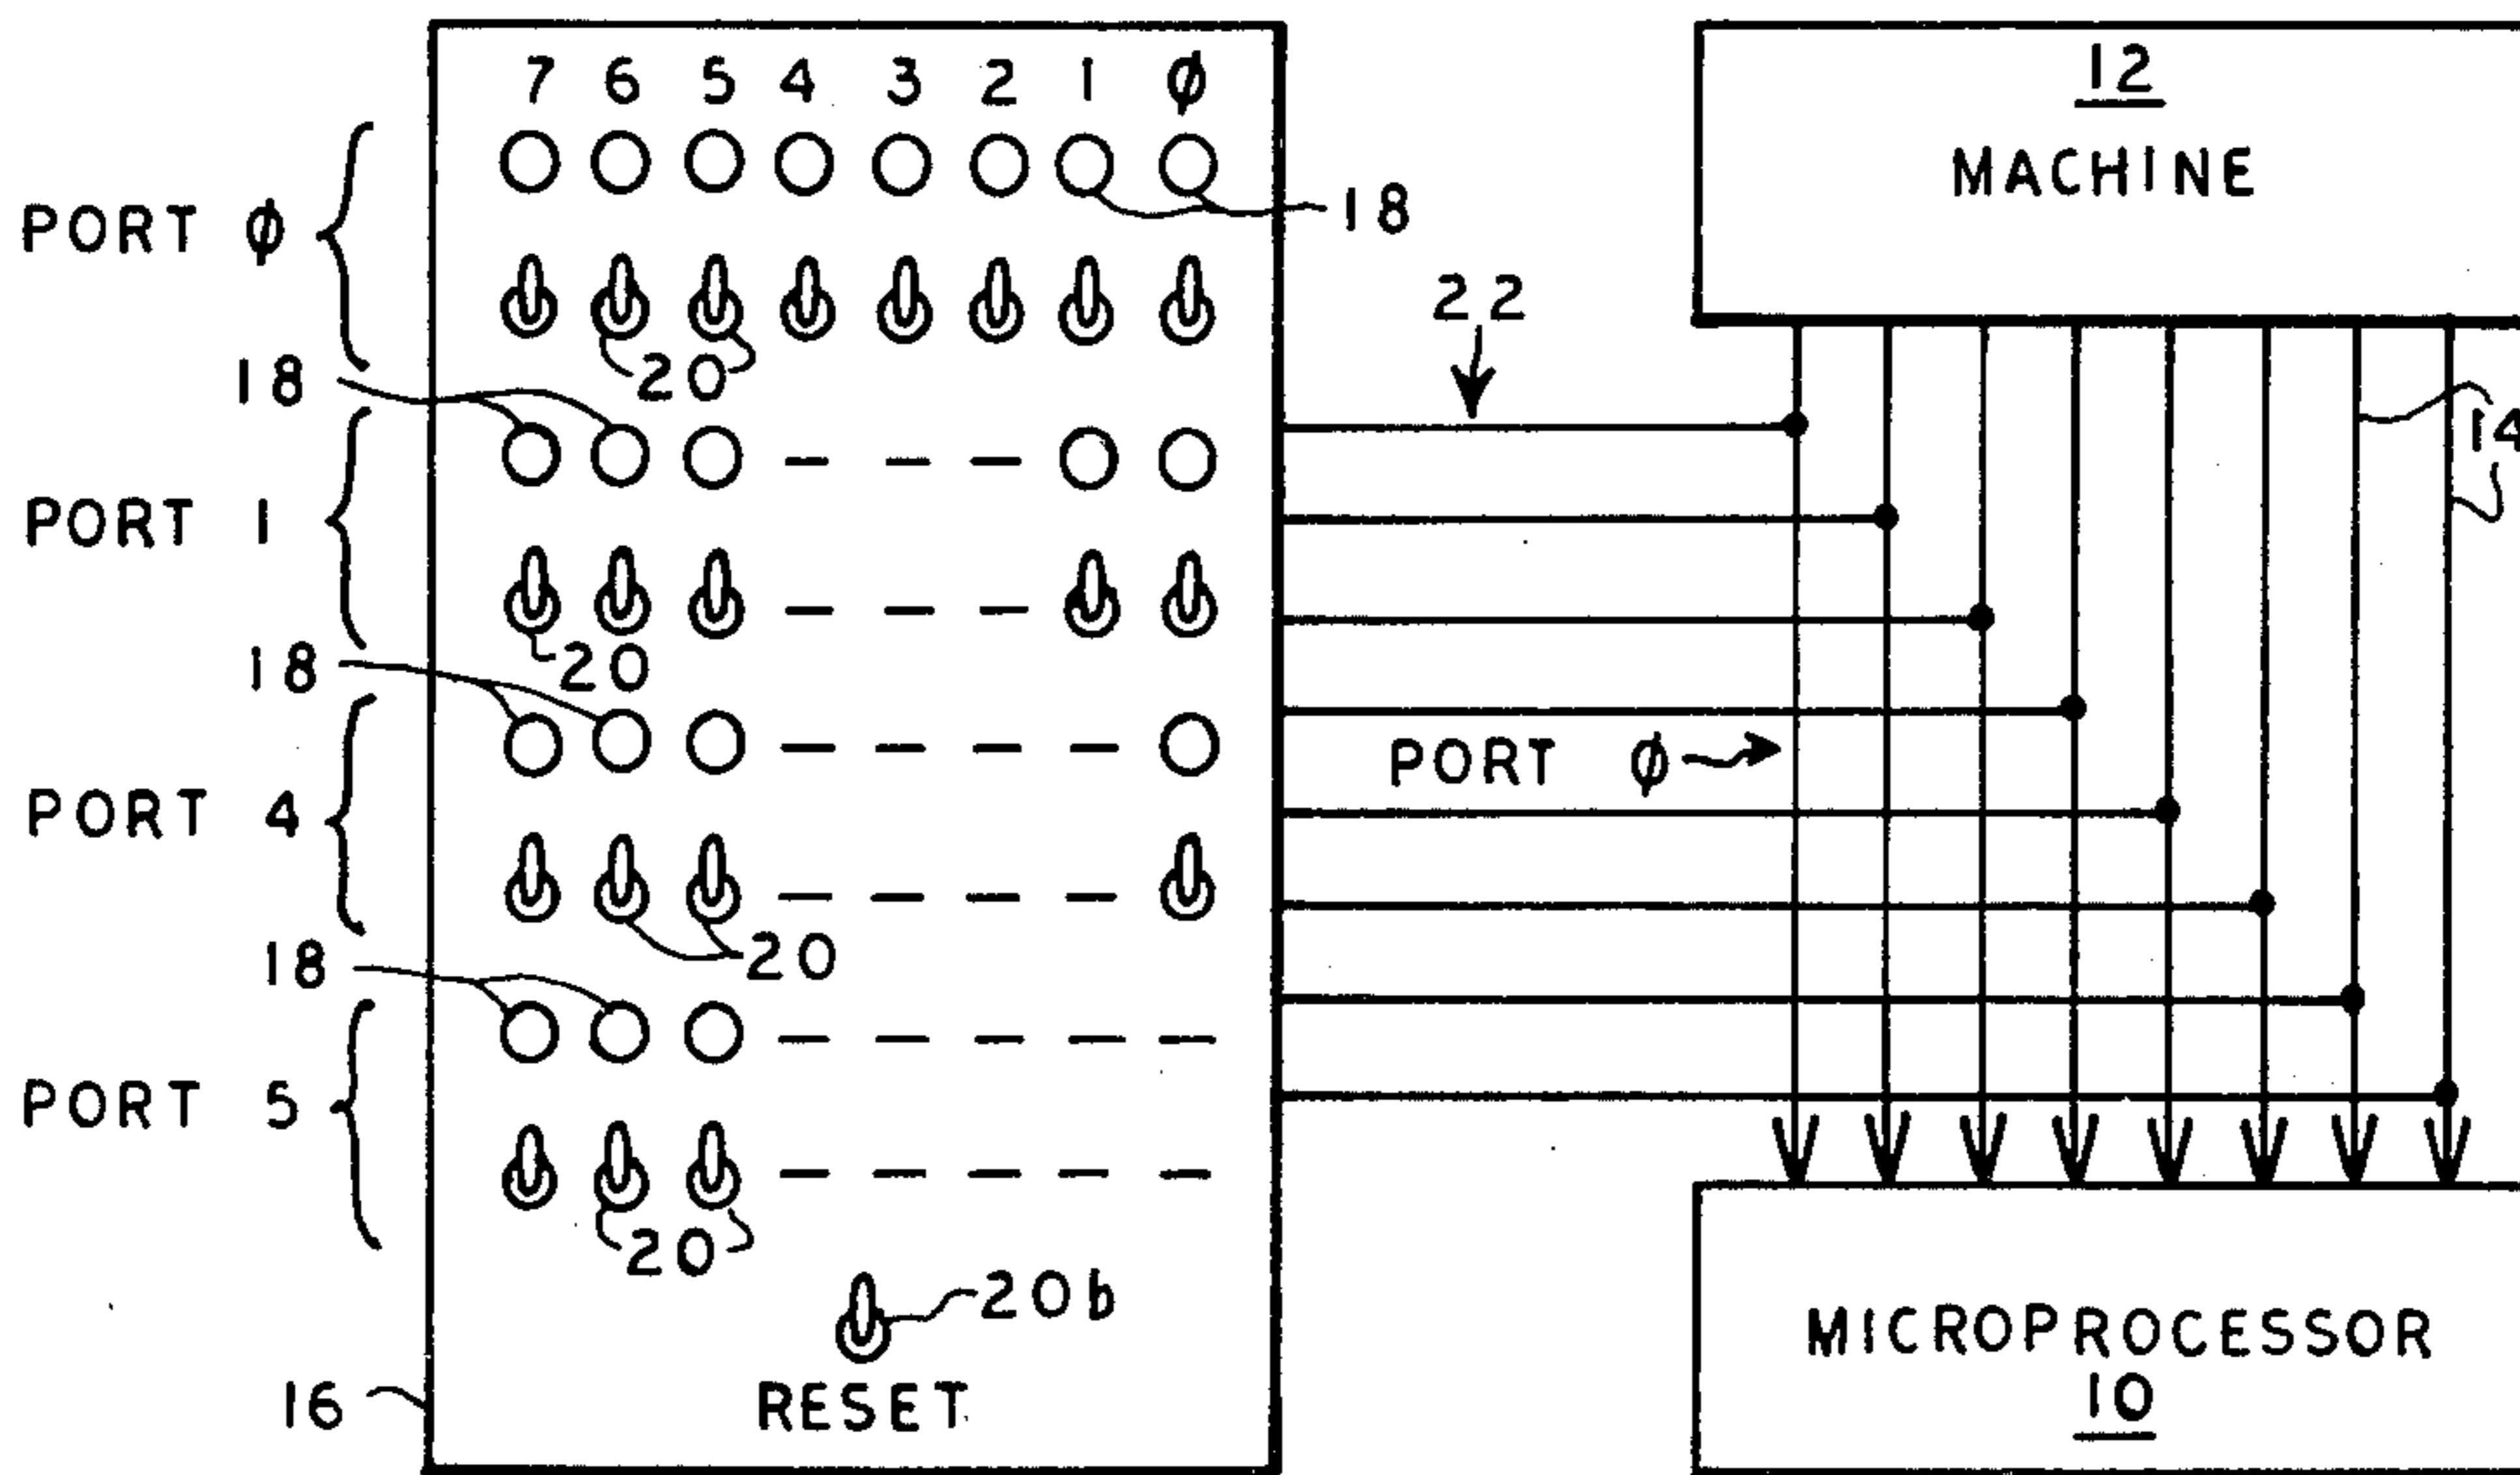 7 6 5 4 3 2 1 ϕ
PORT ϕ
18
20
18
PORT 1
20
18
PORT 4
20
18
PORT 5
20
20b
16
RESET
22
PORT ϕ
12
MACHINE
14
MICROPROCESSOR
10